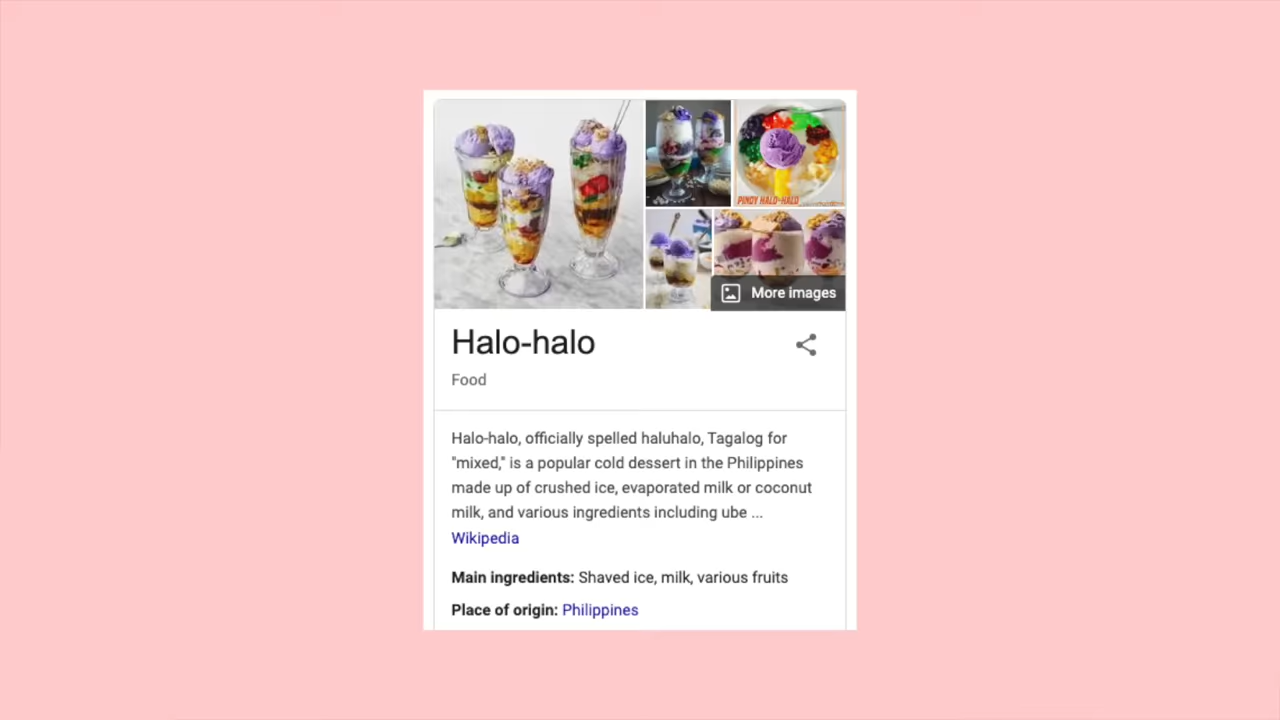 PINOY HALO-HALO
More images
Halo-halo
Food
Halo-halo, officially spelled haluhalo, Tagalog for
"mixed," is a popular cold dessert in the Philippines
made up of crushed ice, evaporated milk or coconut
milk, and various ingredients including ube ...
Wikipedia
Main ingredients: Shaved ice, milk, various fruits
Place of origin: Philippines